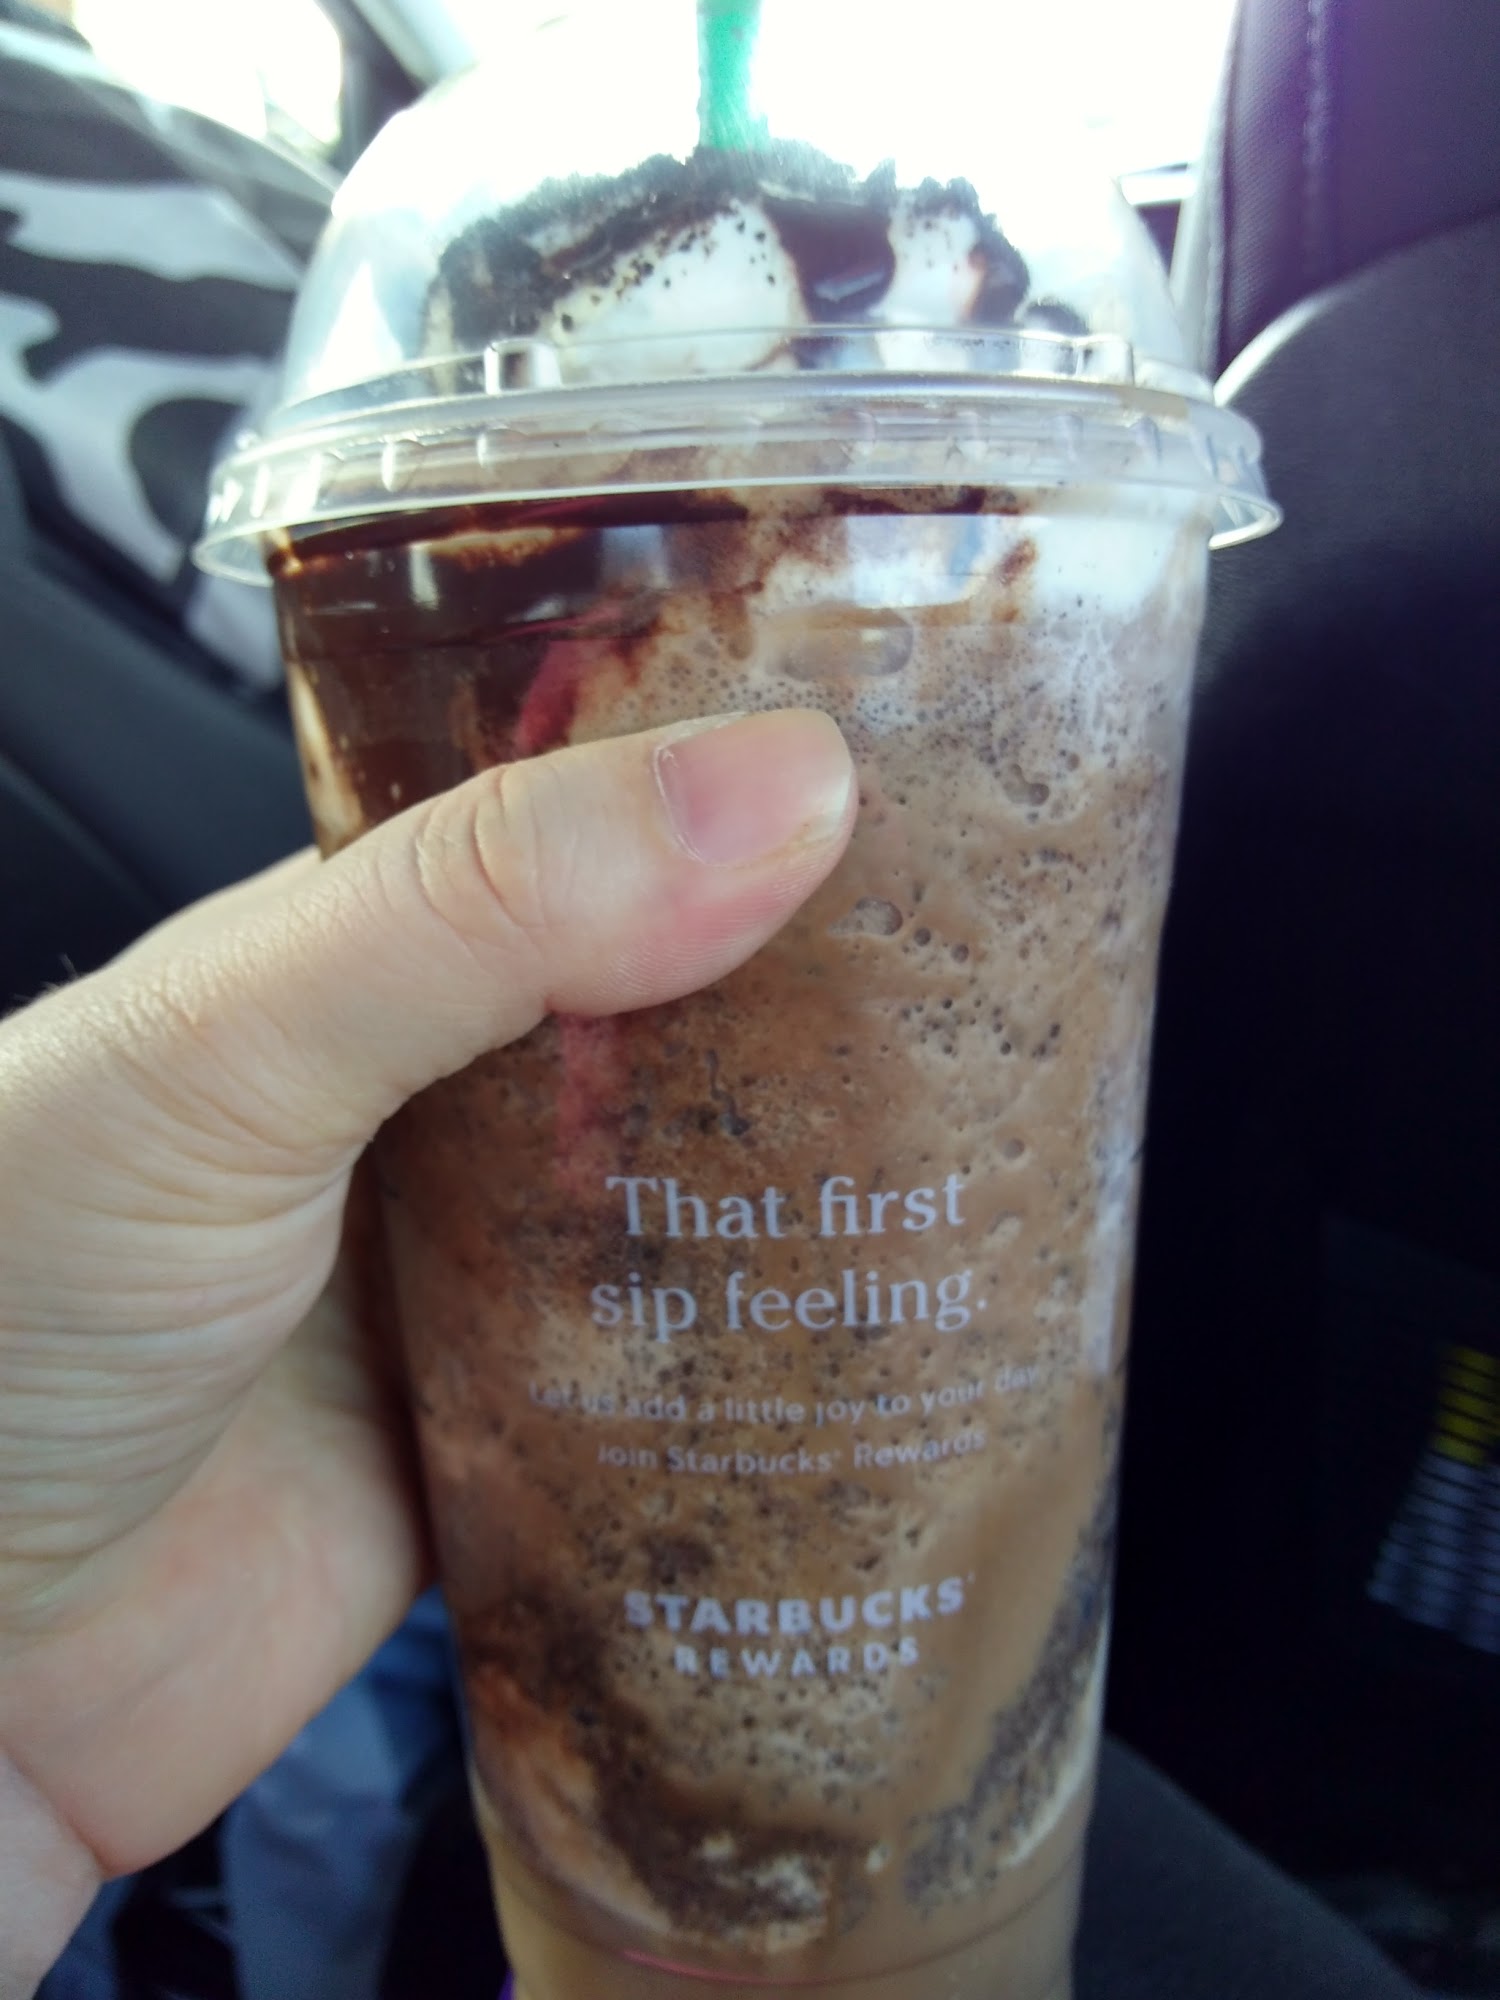 That first
sip feeling.
Let us add a little joy to your day
Join Starbucks® Rewards
STARBUCKS®
REWARDS